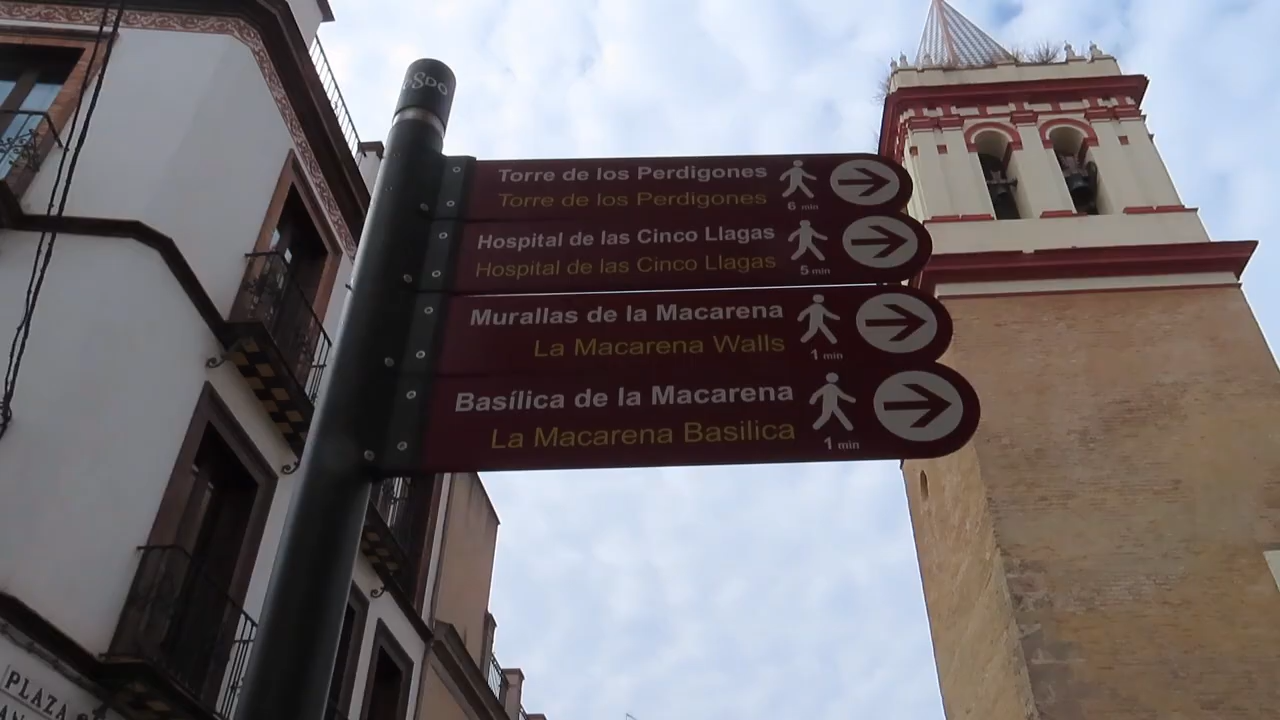 Torre de los Perdigones
Torre de los Perdigones
6 min
Hospital de las Cinco Llagas
Hospital de las Cinco Llagas
5 min
Murallas de la Macarena
La Macarena Walls
1 min
Basílica de la Macarena
La Macarena Basilica
1 min
PLAZA